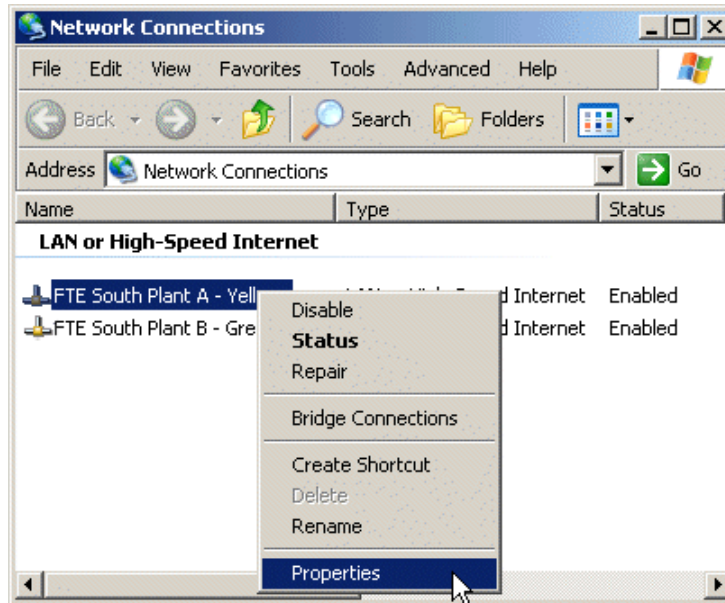 Network Connections
File Edit View Favorites Tools Advanced Help
Back Search Folders
Address Network Connections Go
Name Type Status
LAN or High-Speed Internet
FTE South Plant A - Internet Enabled
FTE South Plant B - Internet Enabled
Disable
Status
Repair
Bridge Connections
Create Shortcut
Delete
Rename
Properties